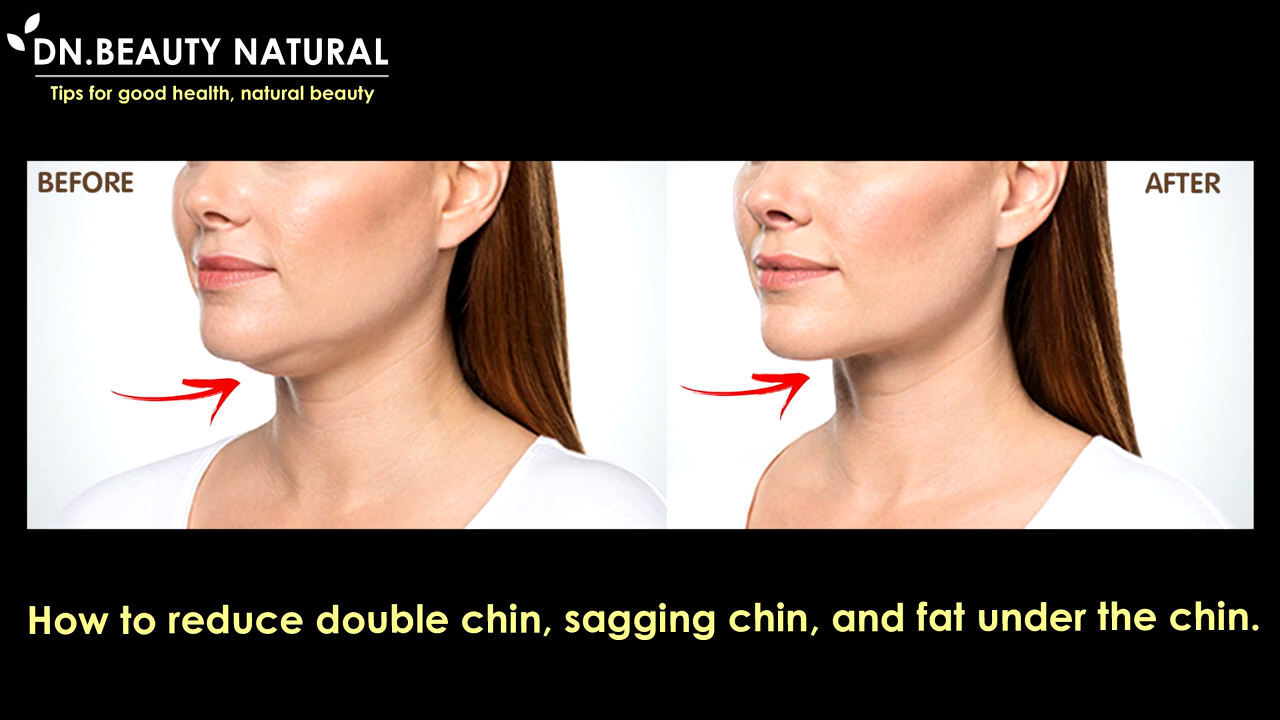 DN.BEAUTY NATURAL
Tips for good health, natural beauty
BEFORE
AFTER
How to reduce double chin, sagging chin, and fat under the chin.